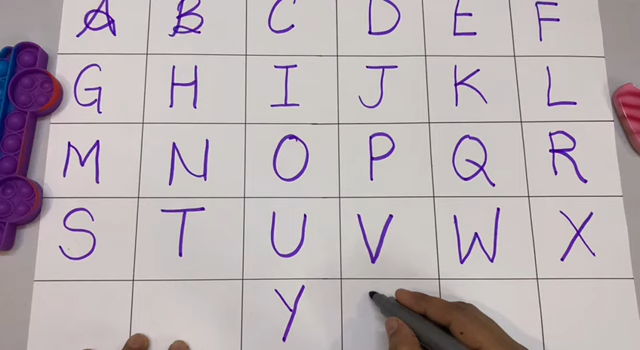 A B C D E F
G H I J K L
M N O P Q R
S T U V W X
Y